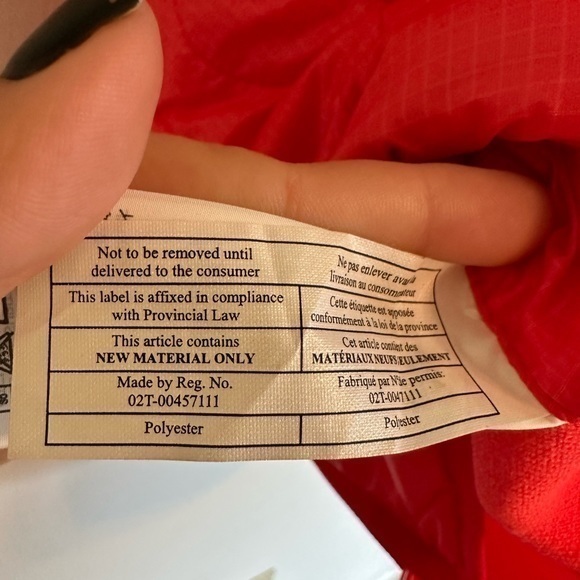 Not to be removed until
delivered to the consumer
Ne pas enlever avant la
livraison au consommateur
This label is affixed in compliance
with Provincial Law
Cette étiquette est apposée
conformément à la loi de la province
This article contains
NEW MATERIAL ONLY
Cet article contient des
MATÉRIAUX NEUFS SEULEMENT
Made by Reg. No.
02T-00457111
Fabriqué par N'lie permis:
02T-0047111
Polyester
Polyester